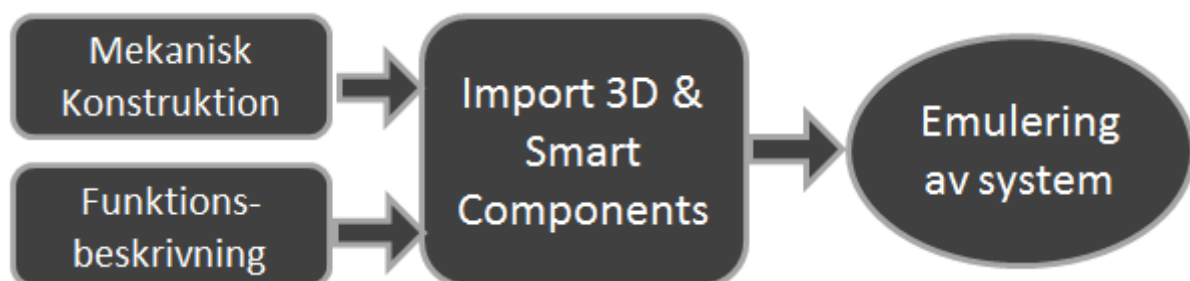 Mekanisk
Konstruktion
Funktions-
beskrivning
Import 3D &
Smart
Components
Emulering
av system